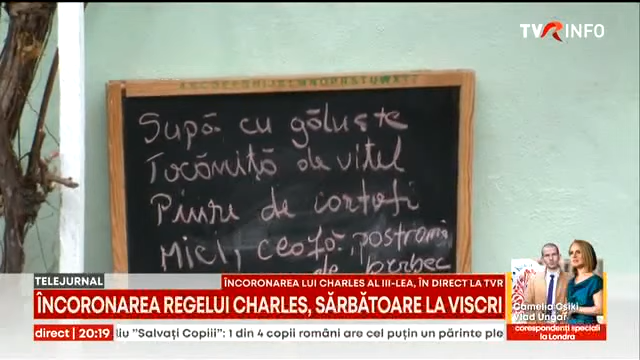 TVR INFO
ABCDEFGHIJKLMNOPQRSTUVWXYZ
Supă cu găluște
Tocăniță de vițel
Piure de cartofi
Mici, ceafă, pastramă
de berbec
TELEJURNAL
ÎNCORONAREA LUI CHARLES AL III-LEA, ÎN DIRECT LA TVR
ÎNCORONAREA REGELUI CHARLES, SĂRBĂTOARE LA VISCRI
Camelia Csiki
Vlad Ungar
corespondenți speciali
la Londra
direct | 20:19
liu "Salvați Copiii": 1 din 4 copii români are cel puțin un părinte ple